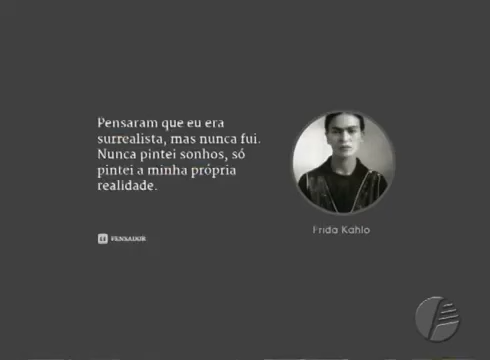 Pensaram que eu era
surrealista, mas nunca fui.
Nunca pintei sonhos, só
pintei a minha própria
realidade.
PENSADOR
Frida Kahlo